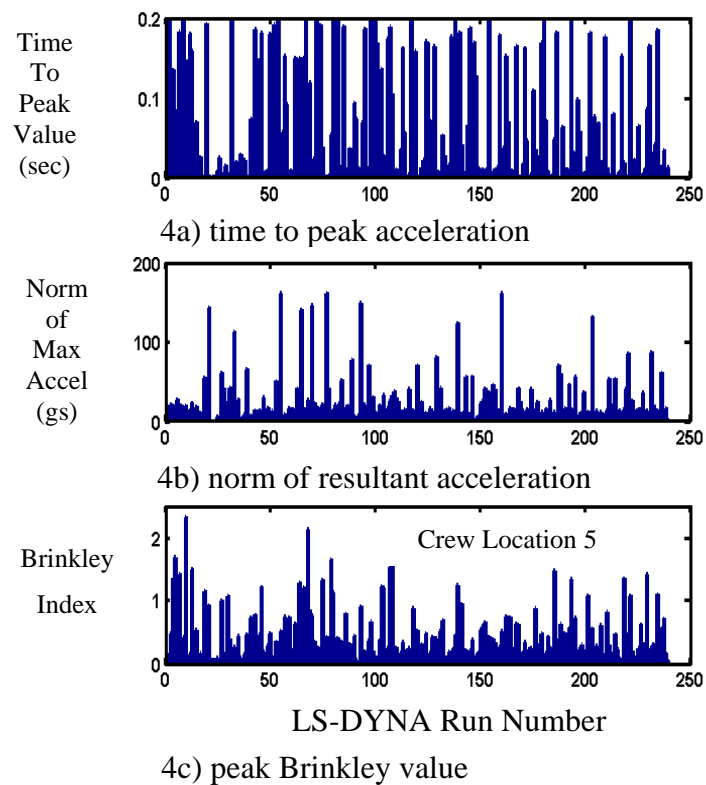 Time
To
Peak
Value
(sec)
0.2
0.1
0
0 50 100 150 200 250
4a) time to peak acceleration
Norm
of
Max
Accel
(gs)
200
100
0
0 50 100 150 200 250
4b) norm of resultant acceleration
Brinkley
Index
Crew Location 5
2
1
0
0 50 100 150 200 250
LS-DYNA Run Number
4c) peak Brinkley value